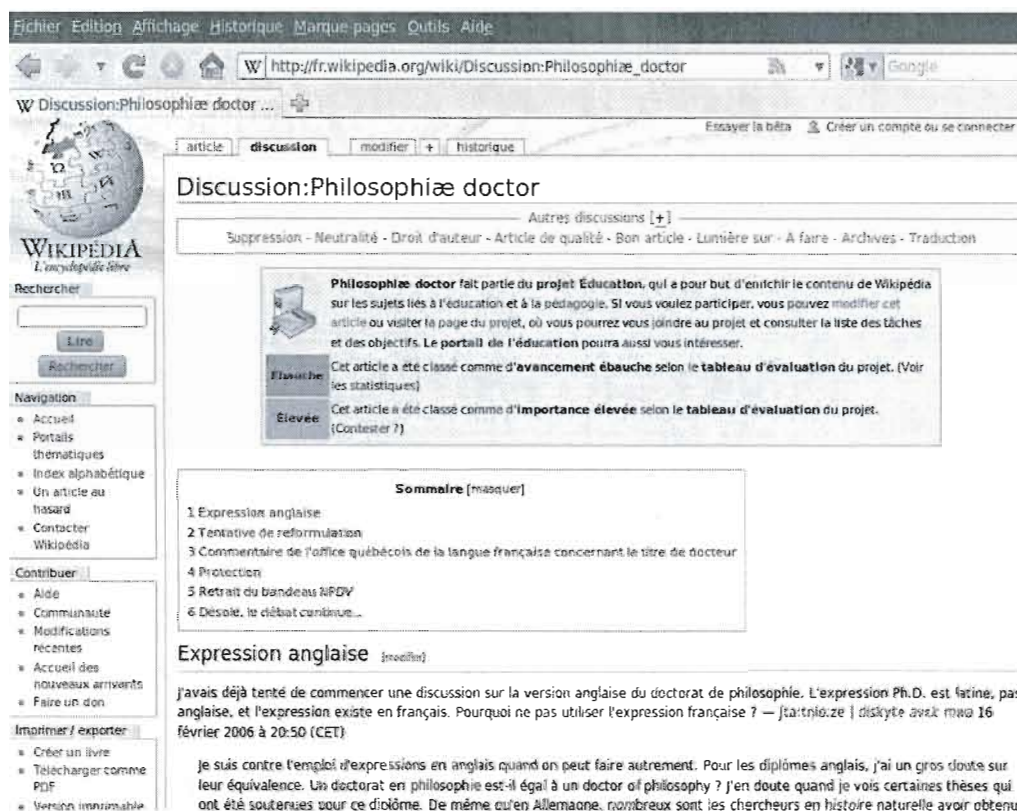 Fichier Edition Affichage Historique Marque-pages Outils Aide
W http://fr.wikipedia.org/wiki/Discussion:Philosophiæ_doctor
Google
W Discussion:Philosophiæ doctor ...
Essayer la bêta Créer un compte ou se connecter
article discussion modifier + historique
WIKIPÉDIA
L'encyclopédie libre
Rechercher
Lire
Rechercher
Navigation
Accueil
Portails
thématiques
Index alphabétique
Un article au
hasard
Contacter
Wikipédia
Contribuer
Aide
Communauté
Modifications
récentes
Accueil des
nouveaux arrivants
Faire un don
Imprimer / exporter
Créer un livre
Télécharger comme
PDF
Version imprimable
Discussion:Philosophiæ doctor
Autres discussions [+]
Suppression - Neutralité - Droit d'auteur - Article de qualité - Bon article - Lumière sur - A faire - Archives - Traduction
Philosophiæ doctor fait partie du projet Éducation, qui a pour but d'enrichir le contenu de Wikipédia
sur les sujets liés à l'éducation et à la pédagogie. Si vous voulez participer, vous pouvez modifier cet
article ou visiter la page du projet, où vous pourrez vous joindre au projet et consulter la liste des tâches
et des objectifs. Le portail de l'éducation pourra aussi vous intéresser.
Ébauche Cet article a été classé comme d'avancement ébauche selon le tableau d'évaluation du projet. (Voir
les statistiques)
Élevée Cet article a été classé comme d'importance élevée selon le tableau d'évaluation du projet.
(Contester ?)
Sommaire [masquer]
1 Expression anglaise
2 Tentative de reformulation
3 Commentaire de l'office québécois de la langue française concernant le titre de docteur
4 Protection
5 Retrait du bandeau NPDV
6 Désolé, le débat continue...
Expression anglaise [modifier]
J'avais déjà tenté de commencer une discussion sur la version anglaise du doctorat de philosophie. L'expression Ph.D. est latine, pas
anglaise, et l'expression existe en français. Pourquoi ne pas utiliser l'expression française ? — 16
février 2006 à 20:50 (CET)
Je suis contre l'emploi d'expressions en anglais quand on peut faire autrement. Pour les diplômes anglais, j'ai un gros doute sur
leur équivalence. Un doctorat en philosophie est-il égal à un doctor of philosophy ? J'en doute quand je vois certaines thèses qui
ont été soutenues pour ce diplôme. De même qu'en Allemagne, nombreux sont les chercheurs en histoire naturelle avoir obtenu